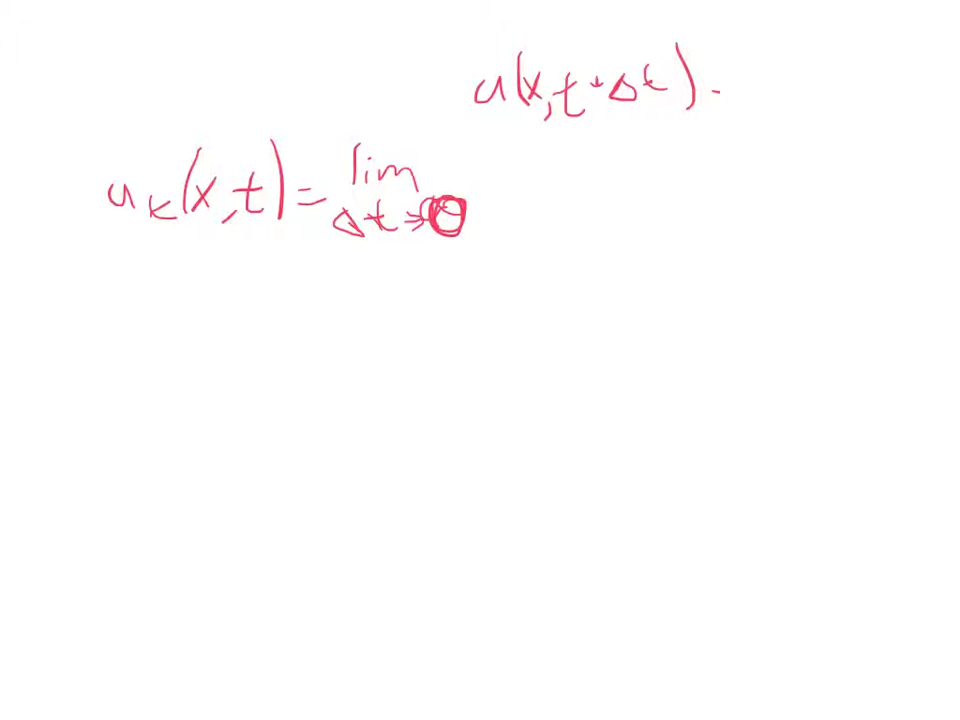 u(x,t+Δt) -
u_t(x,t) = lim
Δt→0